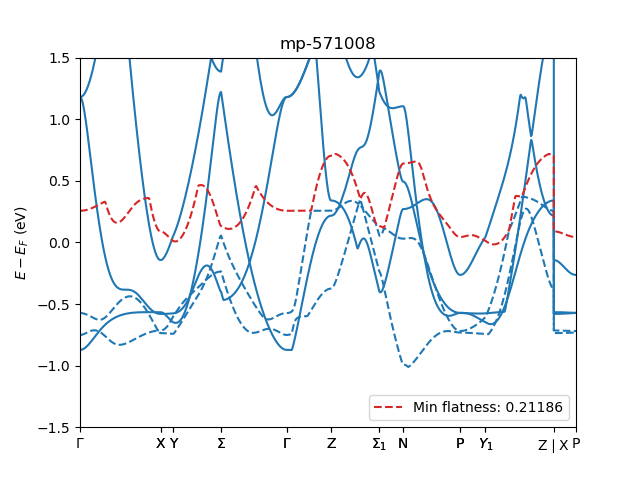 mp-571008
E − E_F (eV)
1.5
1.0
0.5
0.0
−0.5
−1.0
−1.5
Min flatness: 0.21186
Γ X Y Σ Γ Z Σ₁ N P Y₁ Z | X P